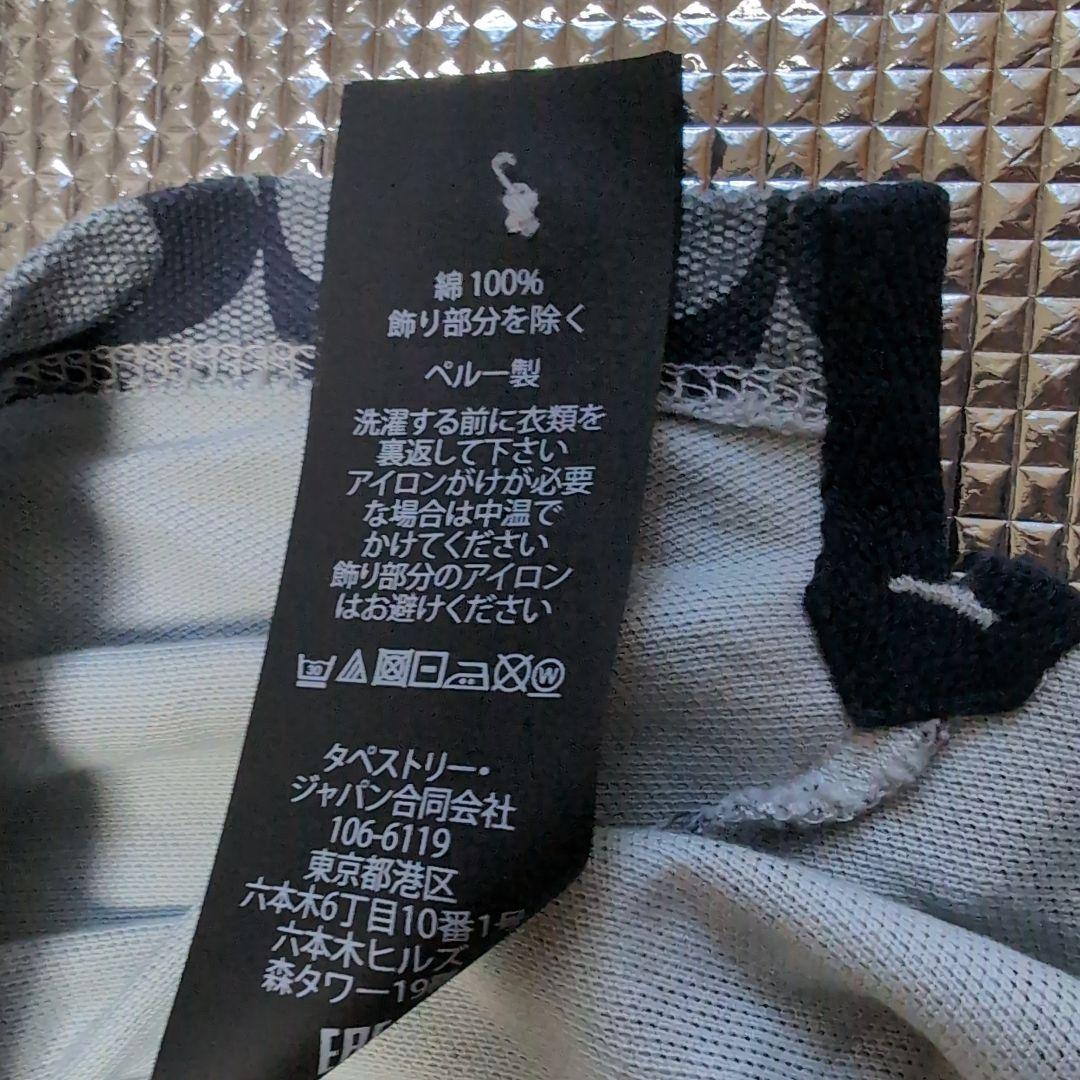 綿 100%
飾り部分を除く
ペルー製
洗濯する前に衣類を
裏返して下さい
アイロンがけが必要
な場合は中温で
かけてください
飾り部分のアイロン
はお避けください
30
W
タペストリー・
ジャパン合同会社
106-6119
東京都港区
六本木6丁目10番1号
六本木ヒルズ
森タワー19